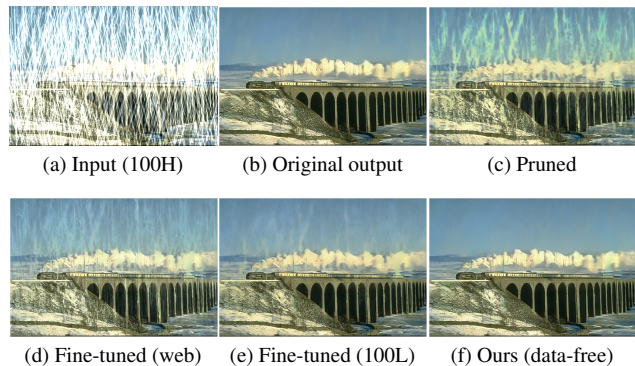 (a) Input (100H)
(b) Original output
(c) Pruned
(d) Fine-tuned (web)
(e) Fine-tuned (100L)
(f) Ours (data-free)